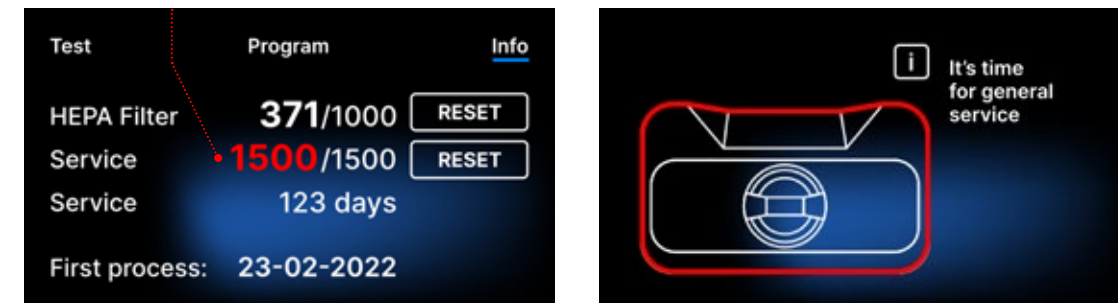 Test Program Info
HEPA Filter 371/1000 RESET
Service 1500/1500 RESET
Service 123 days
First process: 23-02-2022
i
It's time
for general
service